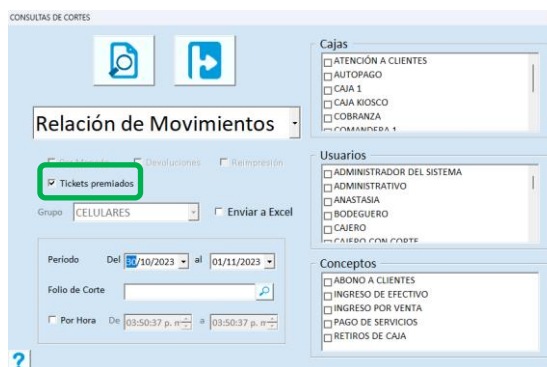 CONSULTAS DE CORTES
Relación de Movimientos
Devoluciones
Reimpresión
Tickets premiados
Grupo CELULARES
Enviar a Excel
Periodo Del 30/10/2023 al 01/11/2023
Folio de Corte
Por Hora De 03:50:37 p. m a 03:50:37 p. m
?
Cajas
ATENCIÓN A CLIENTES
AUTOPAGO
CAJA 1
CAJA KIOSCO
COBRANZA
COMANDERA 1
Usuarios
ADMINISTRADOR DEL SISTEMA
ADMINISTRATIVO
ANASTASIA
BODEGUERO
CAJERO
CAJERO CON CORTE
Conceptos
ABONO A CLIENTES
INGRESO DE EFECTIVO
INGRESO POR VENTA
PAGO DE SERVICIOS
RETIROS DE CAJA